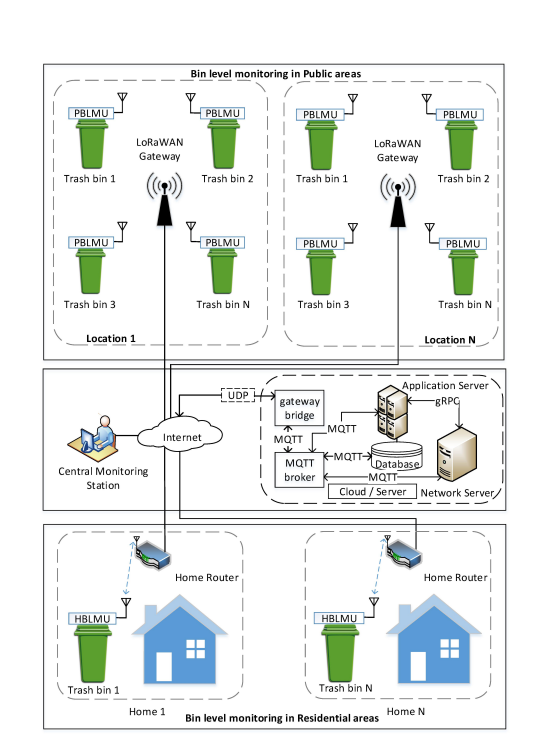 Bin level monitoring in Public areas
PBLMU
PBLMU
PBLMU
PBLMU
LoRaWAN
Gateway
LoRaWAN
Gateway
Trash bin 1
Trash bin 2
Trash bin 1
Trash bin 2
PBLMU
PBLMU
PBLMU
PBLMU
Trash bin 3
Trash bin N
Trash bin 3
Trash bin N
Location 1
Location N
Application Server
UDP
gateway
bridge
gRPC
MQTT
MQTT
Internet
MQTT
broker
MQTT
Database
MQTT
Central Monitoring
Station
Cloud / Server
Network Server
Home Router
Home Router
HBLMU
HBLMU
Trash bin 1
Trash bin N
Home 1
Home N
Bin level monitoring in Residential areas